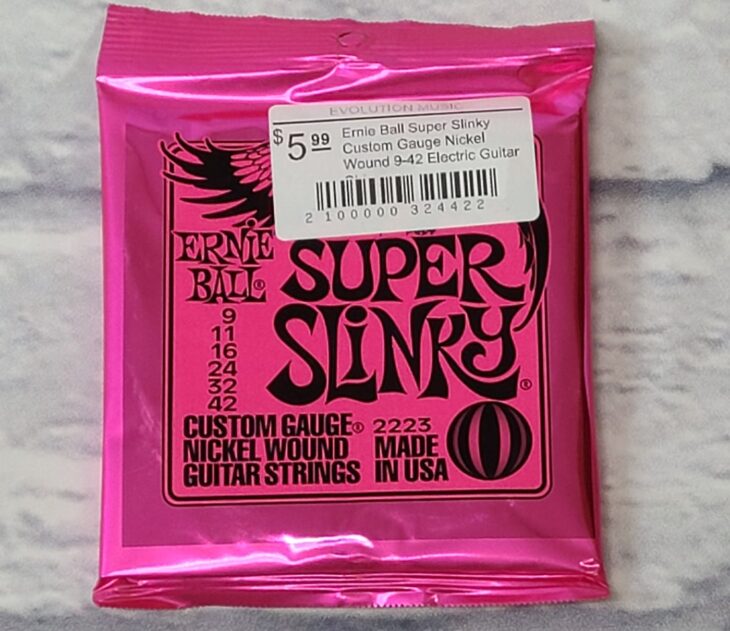 EVOLUTION MUSIC
$5.99
Ernie Ball Super Slinky
Custom Gauge Nickel
Wound 9-42 Electric Guitar
2 100000 324422
ERNIE
BALL®
SUPER
SLINKY®
9
11
16
24
32
42
CUSTOM GAUGE® 2223
NICKEL WOUND MADE
GUITAR STRINGS IN USA